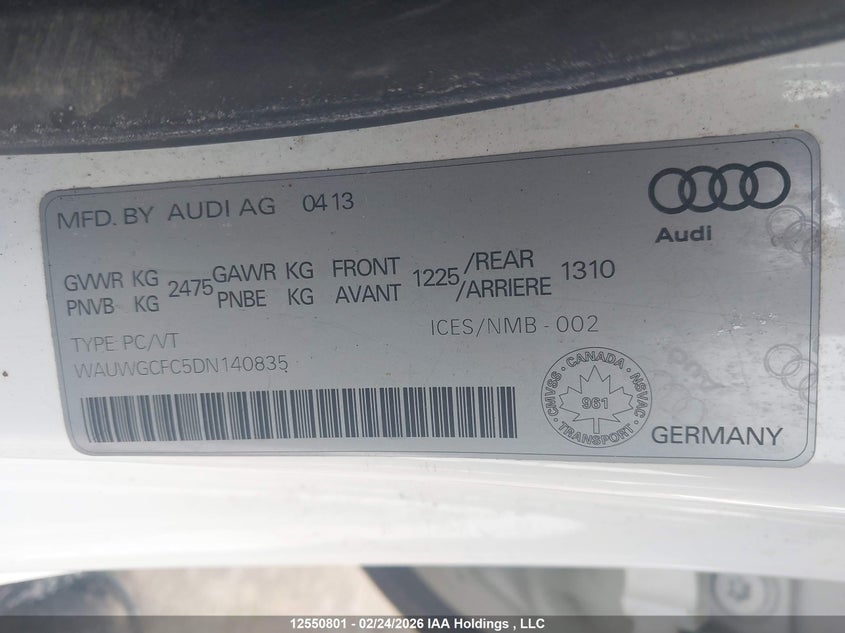 MFD. BY AUDI AG 0413
Audi
GVWR KG 2475 GAWR KG FRONT 1225 /REAR 1310
PNVB KG PNBE KG AVANT /ARRIERE
ICES/NMB - 002
TYPE PC/VT
WAUWGCFC5DN140835
CMVSS · CANADA · NSVAC
961
TRANSPORT
GERMANY
12550801 - 02/24/2026 IAA Holdings , LLC